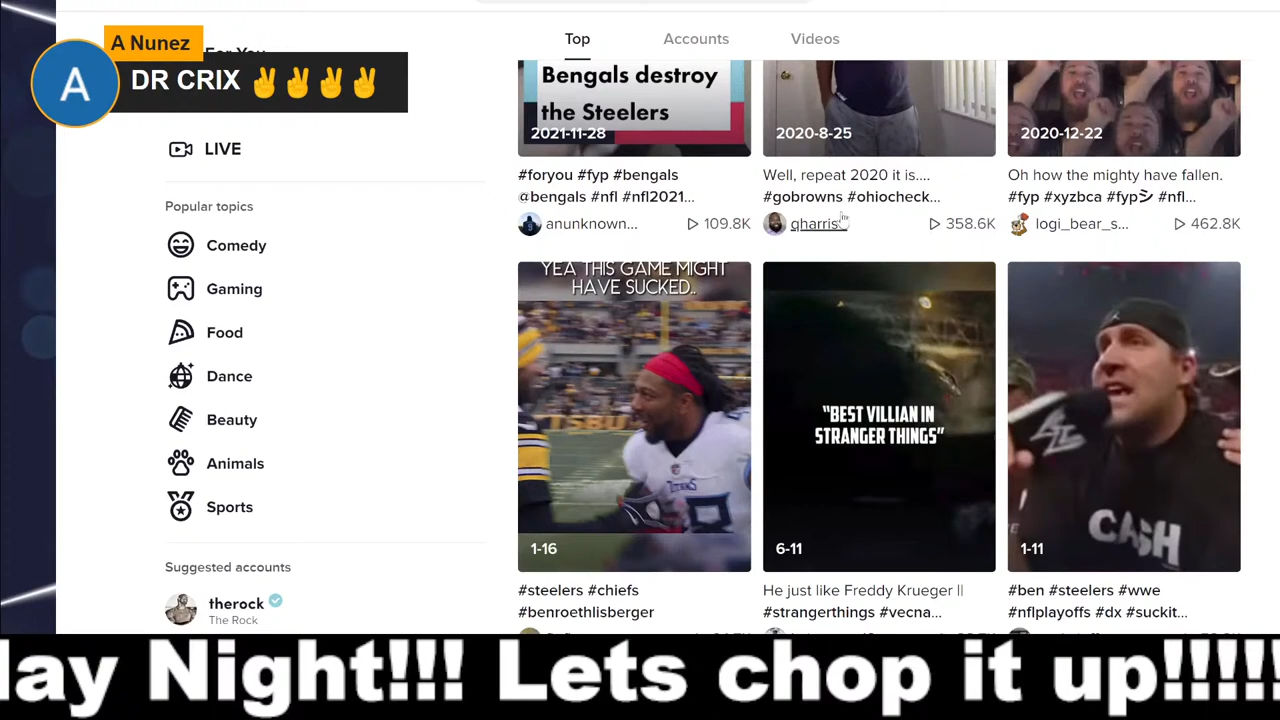 A Nunez
DR CRIX ✌✌✌✌
A
LIVE
Popular topics
Comedy
Gaming
Food
Dance
Beauty
Animals
Sports
Suggested accounts
therock
The Rock
Top Accounts Videos
Bengals destroy
the Steelers
2021-11-28
#foryou #fyp #bengals
@bengals #nfl #nfl2021...
anunknown... 109.8K
2020-8-25
Well, repeat 2020 it is....
#gobrowns #ohiocheck...
qharris 358.6K
2020-12-22
Oh how the mighty have fallen.
#fyp #xyzbca #fypシ #nfl...
logi_bear_s... 462.8K
YEA THIS GAME MIGHT
HAVE SUCKED..
1-16
#steelers #chiefs
#benroethlisberger
"BEST VILLIAN IN
STRANGER THINGS"
6-11
He just like Freddy Krueger ||
#strangerthings #vecna...
CASH
1-11
#ben #steelers #wwe
#nflplayoffs #dx #suckit...
lay Night!!! Lets chop it up!!!!!